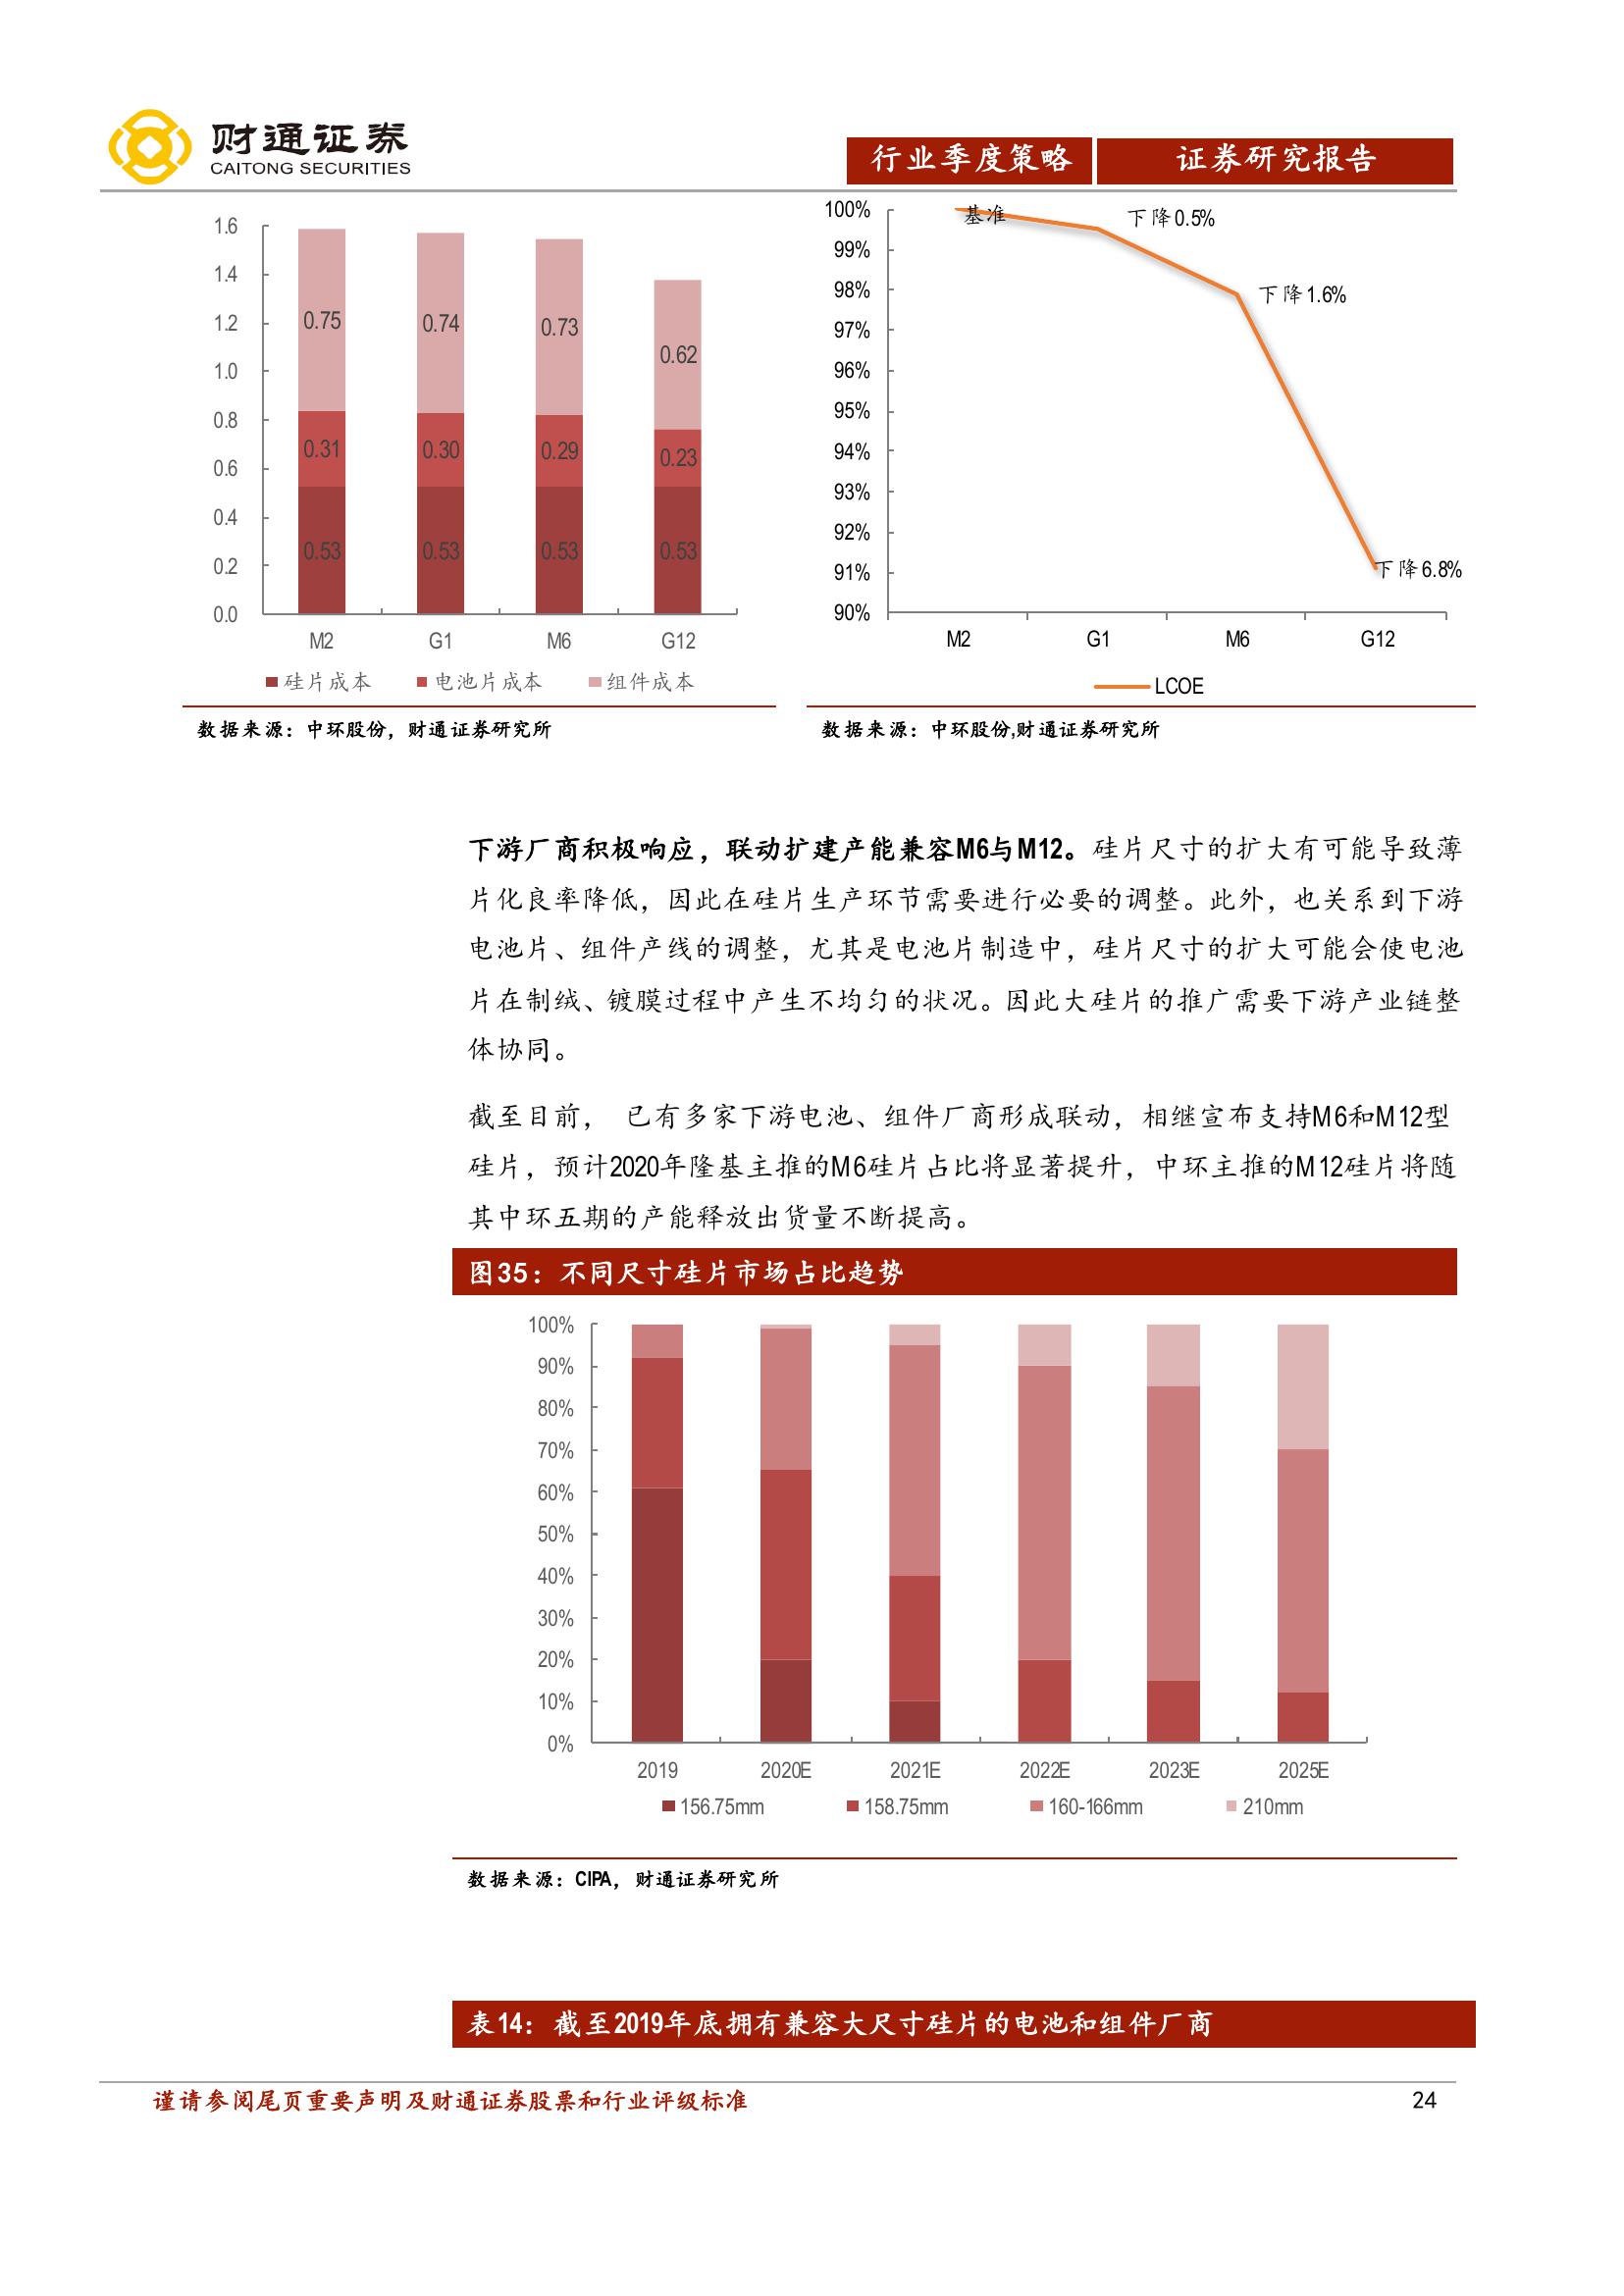 财通证券
CAITONG SECURITIES
行业季度策略
证券研究报告
1.6
1.4
1.2
1.0
0.8
0.6
0.4
0.2
0.0
0.75
0.74
0.73
0.62
0.31
0.30
0.29
0.23
0.53
0.53
0.53
0.53
M2
G1
M6
G12
硅片成本
电池片成本
组件成本
数据来源：中环股份，财通证券研究所
100%
99%
98%
97%
96%
95%
94%
93%
92%
91%
90%
基准
下降0.5%
下降1.6%
下降6.8%
M2
G1
M6
G12
LCOE
数据来源：中环股份,财通证券研究所
下游厂商积极响应，联动扩建产能兼容M6与M12。硅片尺寸的扩大有可能导致薄
片化良率降低，因此在硅片生产环节需要进行必要的调整。此外，也关系到下游
电池片、组件产线的调整，尤其是电池片制造中，硅片尺寸的扩大可能会使电池
片在制绒、镀膜过程中产生不均匀的状况。因此大硅片的推广需要下游产业链整
体协同。
截至目前， 已有多家下游电池、组件厂商形成联动，相继宣布支持M6和M12型
硅片，预计2020年隆基主推的M6硅片占比将显著提升，中环主推的M12硅片将随
其中环五期的产能释放出货量不断提高。
图35：不同尺寸硅片市场占比趋势
100%
90%
80%
70%
60%
50%
40%
30%
20%
10%
0%
2019
2020E
2021E
2022E
2023E
2025E
156.75mm
158.75mm
160-166mm
210mm
数据来源：CIPA，财通证券研究所
表14：截至2019年底拥有兼容大尺寸硅片的电池和组件厂商
谨请参阅尾页重要声明及财通证券股票和行业评级标准
24